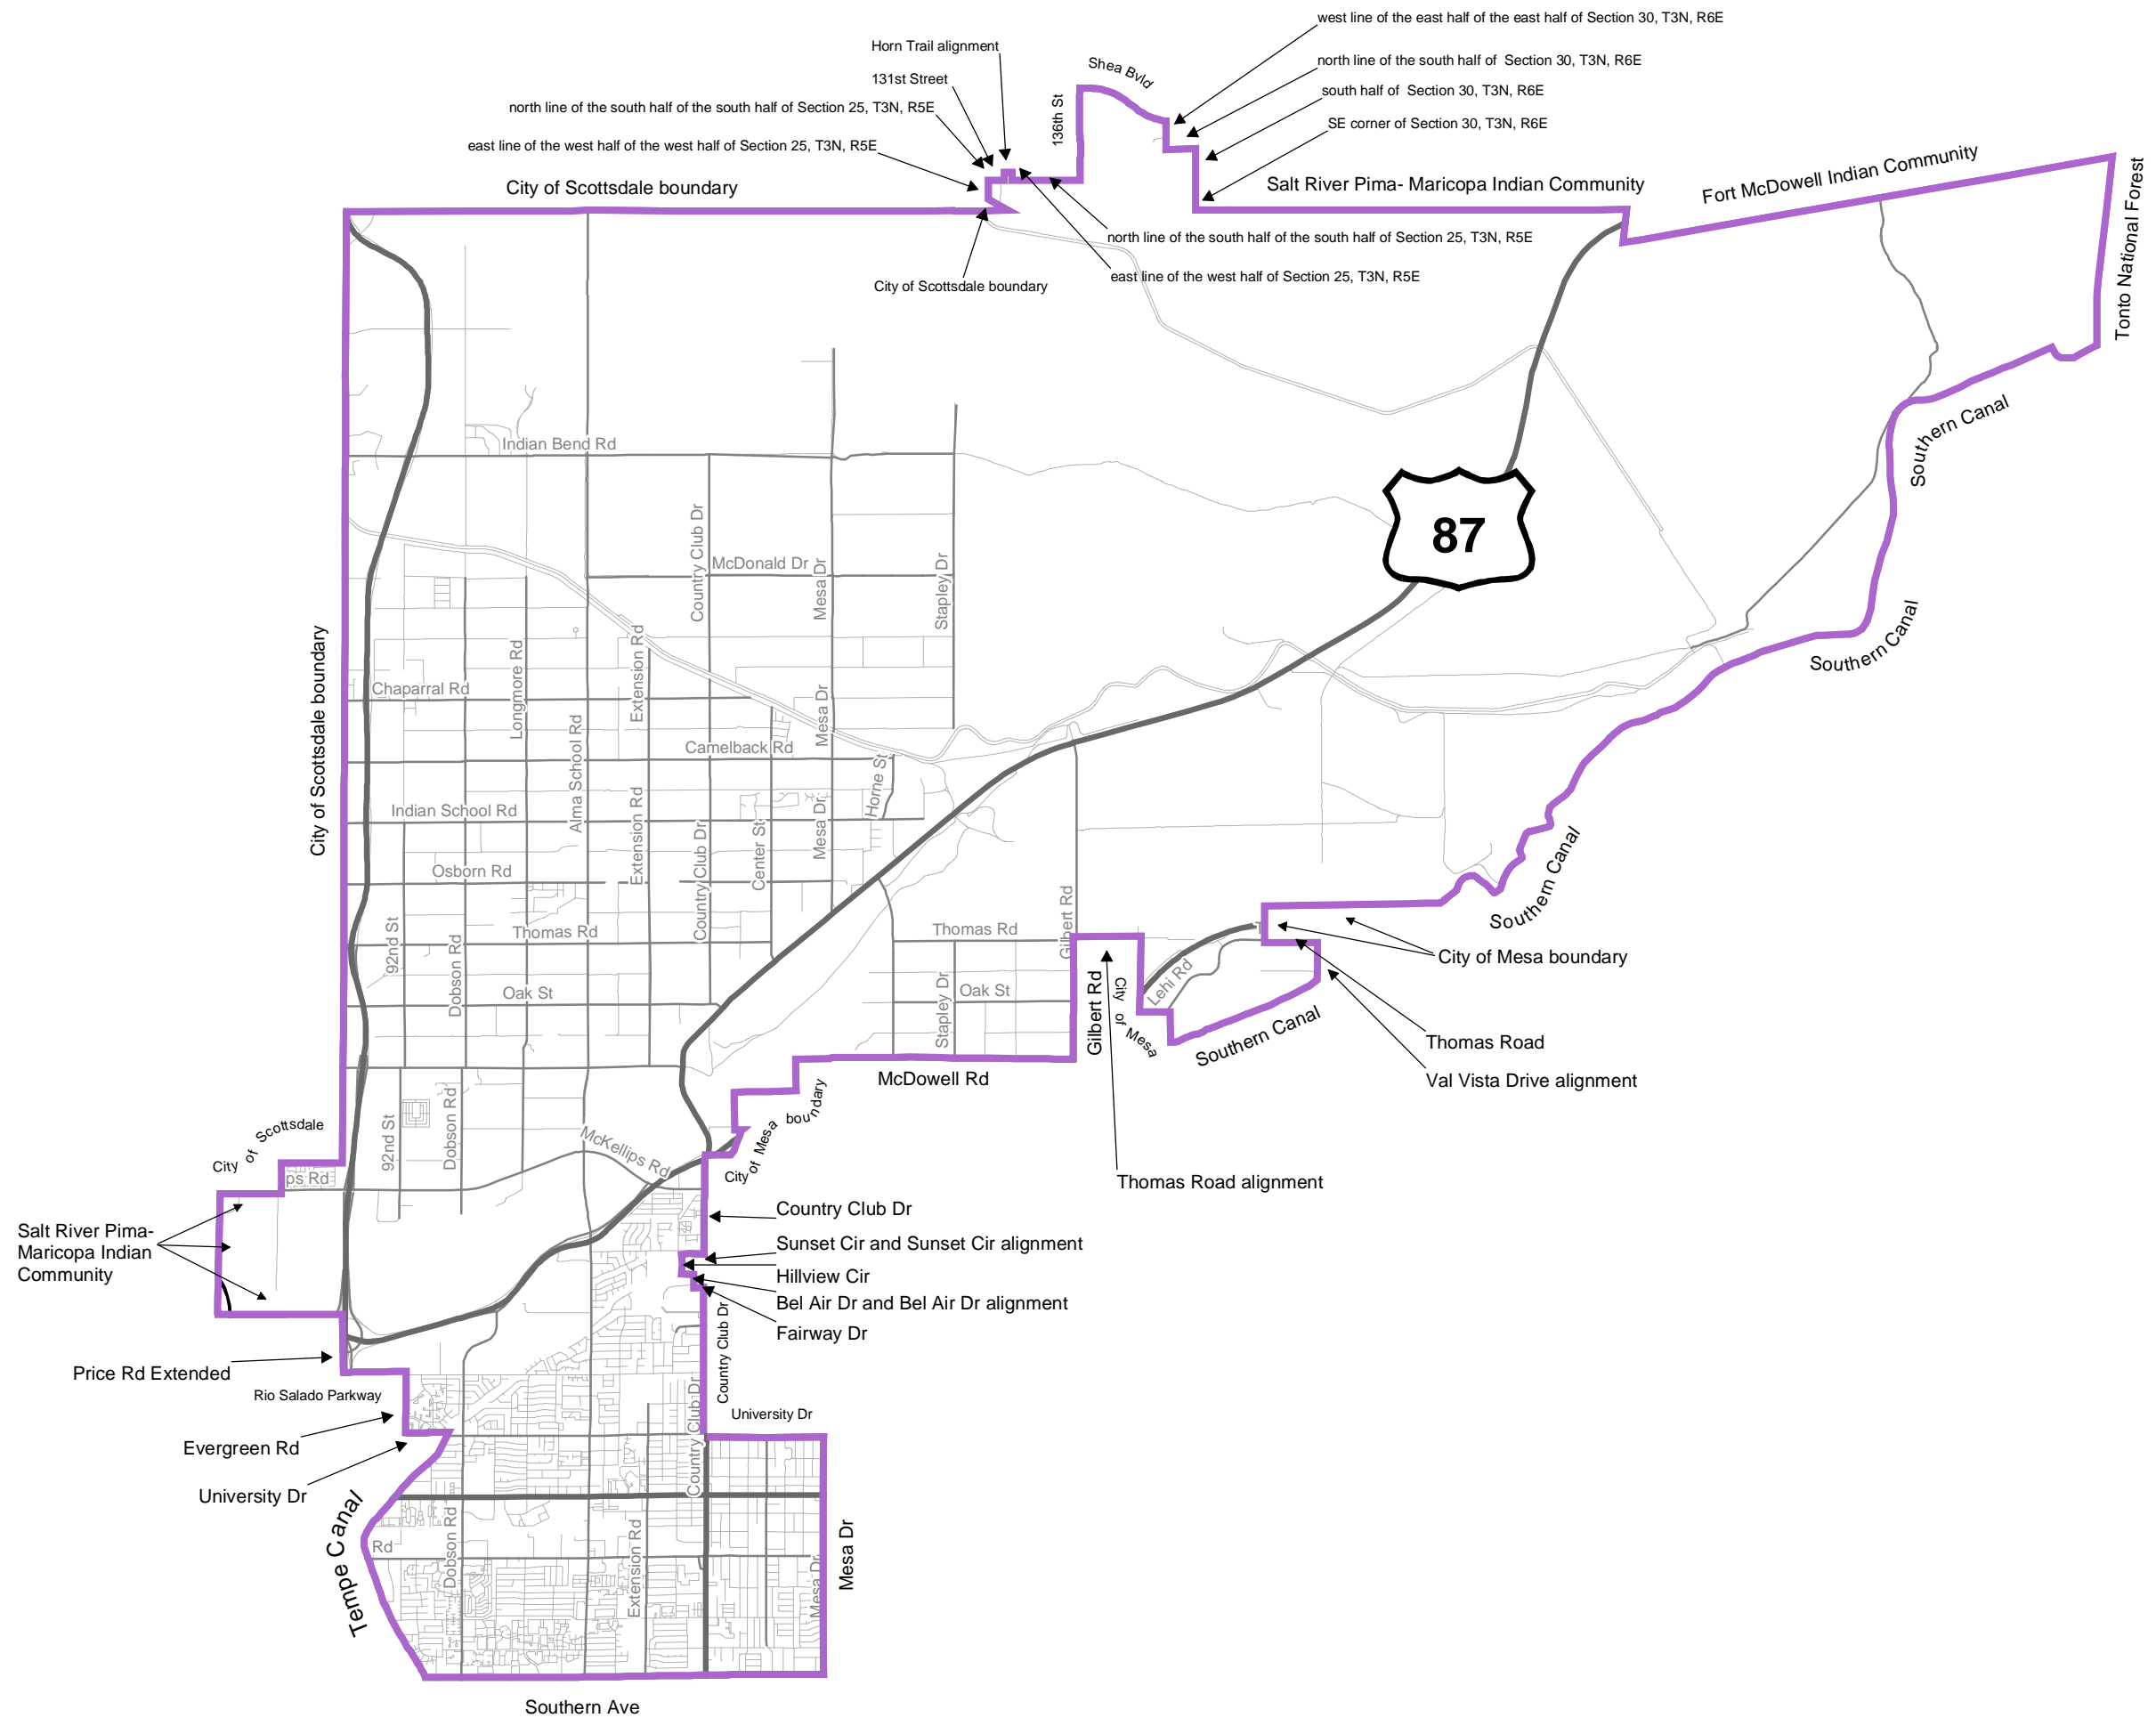 west line of the east half of the east half of Section 30, T3N, R6E
Horn Trail alignment
north line of the south half of Section 30, T3N, R6E
Shea Bvld
131st Street
south half of Section 30, T3N, R6E
north line of the south half of the south half of Section 25, T3N, R5E
136th St
SE corner of Section 30, T3N, R6E
east line of the west half of the west half of Section 25, T3N, R5E
City of Scottsdale boundary
Salt River Pima- Maricopa Indian Community
Fort McDowell Indian Community
Tonto National Forest
north line of the south half of the south half of Section 25, T3N, R5E
east line of the west half of Section 25, T3N, R5E
City of Scottsdale boundary
Southern Canal
Indian Bend Rd
87
Country Club Dr
McDonald Dr
Mesa Dr
Stapley Dr
Southern Canal
City of Scottsdale boundary
Longmore Rd
Extension Rd
Chaparral Rd
Mesa Dr
Alma School Rd
Camelback Rd
Horne St
Indian School Rd
Extension Rd
Country Club Dr
Center St
Mesa Dr
Southern Canal
Osborn Rd
92nd St
Dobson Rd
Thomas Rd
Thomas Rd
Gilbert Rd
T
City of Mesa boundary
Lehi Rd
Oak St
Stapley Dr
Oak St
Gilbert Rd
City of Mesa
Southern Canal
Thomas Road
Val Vista Drive alignment
McDowell Rd
City of Mesa boundary
City of Scottsdale
92nd St
Dobson Rd
McKellips Rd
ps Rd
Thomas Road alignment
Country Club Dr
Salt River Pima-
Maricopa Indian
Community
Sunset Cir and Sunset Cir alignment
Hillview Cir
Bel Air Dr and Bel Air Dr alignment
Fairway Dr
Country Club Dr
Price Rd Extended
Rio Salado Parkway
Country Club Dr
University Dr
Evergreen Rd
University Dr
Tempe Canal
Rd
Dobson Rd
Extension Rd
Mesa Dr
Mesa Dr
Southern Ave